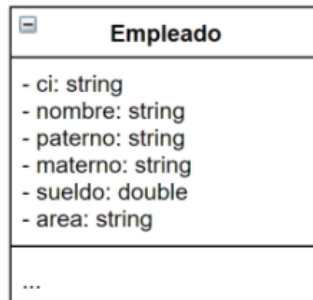 Empleado
- ci: string
- nombre: string
- paterno: string
- materno: string
- sueldo: double
- area: string
...